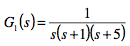 G₁(s) = 1 / s(s+1)(s+5)